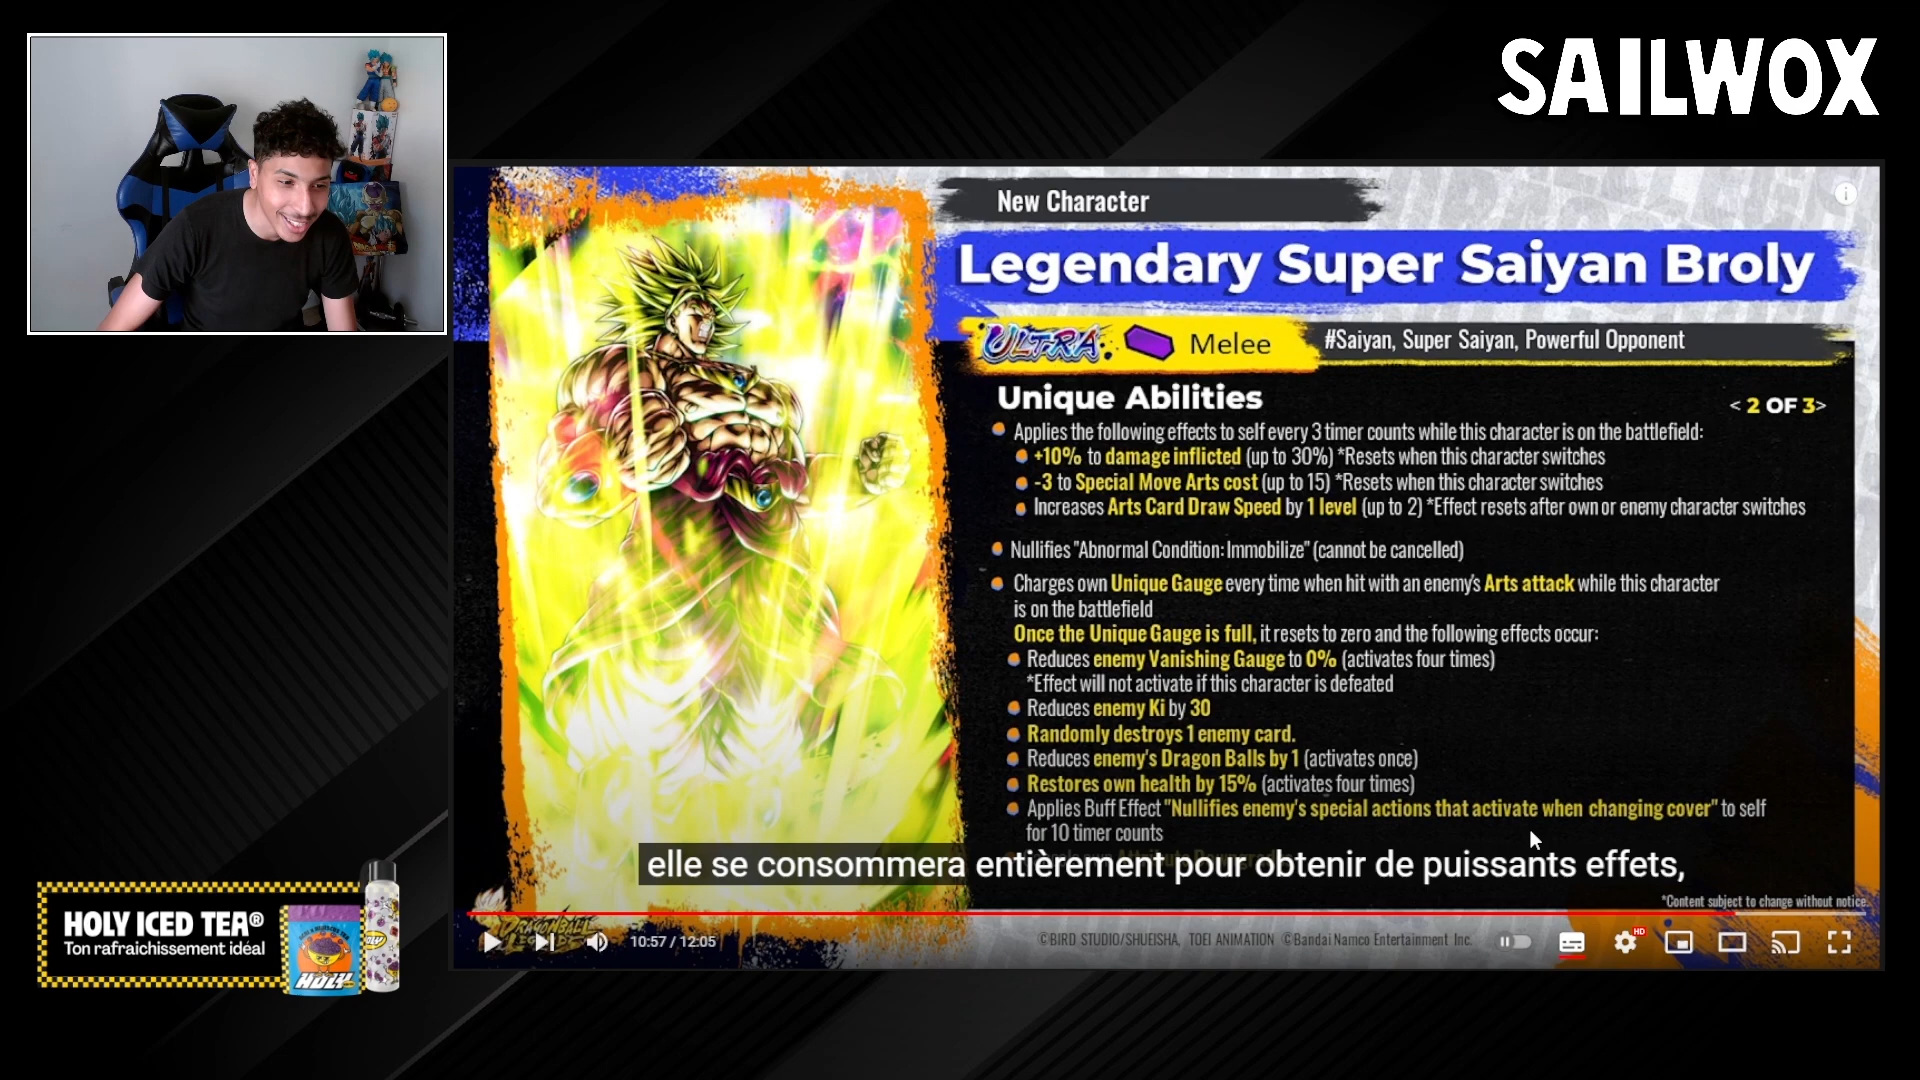 SAILWOX
New Character
Legendary Super Saiyan Broly
ULTRA
Melee
#Saiyan, Super Saiyan, Powerful Opponent
Unique Abilities
< 2 OF 3>
Applies the following effects to self every 3 timer counts while this character is on the battlefield:
+10% to damage inflicted (up to 30%) *Resets when this character switches
-3 to Special Move Arts cost (up to 15) *Resets when this character switches
Increases Arts Card Draw Speed by 1 level (up to 2) *Effect resets after own or enemy character switches
Nullifies "Abnormal Condition: Immobilize" (cannot be cancelled)
Charges own Unique Gauge every time when hit with an enemy's Arts attack while this character
is on the battlefield
Once the Unique Gauge is full, it resets to zero and the following effects occur:
Reduces enemy Vanishing Gauge to 0% (activates four times)
*Effect will not activate if this character is defeated
Reduces enemy Ki by 30
Randomly destroys 1 enemy card.
Reduces enemy's Dragon Balls by 1 (activates once)
Restores own health by 15% (activates four times)
Applies Buff Effect "Nullifies enemy's special actions that activate when changing cover" to self
for 10 timer counts
elle se consommera entièrement pour obtenir de puissants effets,
*Content subject to change without notice.
DRAGONBALL
LEGENDS
10:57 / 12:05
©BIRD STUDIO/SHUEISHA, TOEI ANIMATION ©Bandai Namco Entertainment Inc.
HD
HOLY ICED TEA®
Ton rafraichissement idéal
HOLY